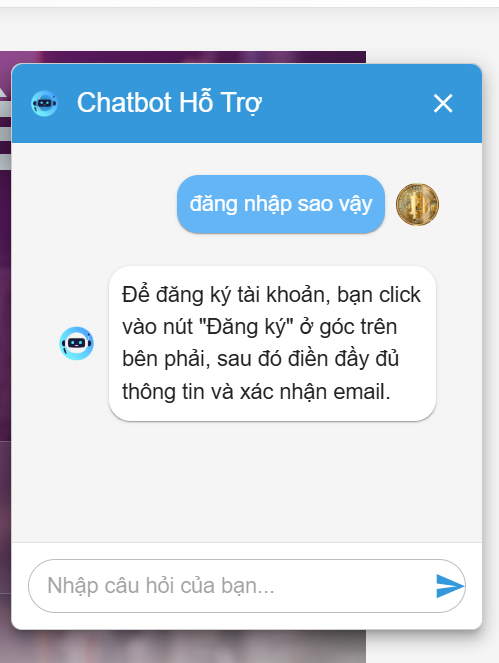 Chatbot Hỗ Trợ
đăng nhập sao vậy
Để đăng ký tài khoản, bạn click
vào nút "Đăng ký" ở góc trên
bên phải, sau đó điền đầy đủ
thông tin và xác nhận email.
Nhập câu hỏi của bạn...